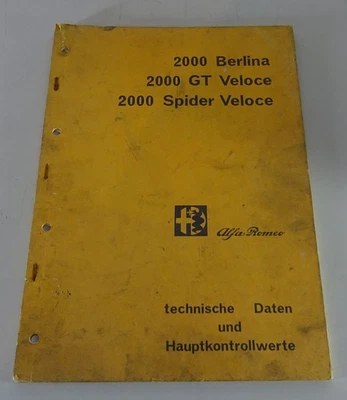 2000 Berlina
2000 GT Veloce
2000 Spider Veloce
Alfa Romeo
technische Daten
und
Hauptkontrollwerte